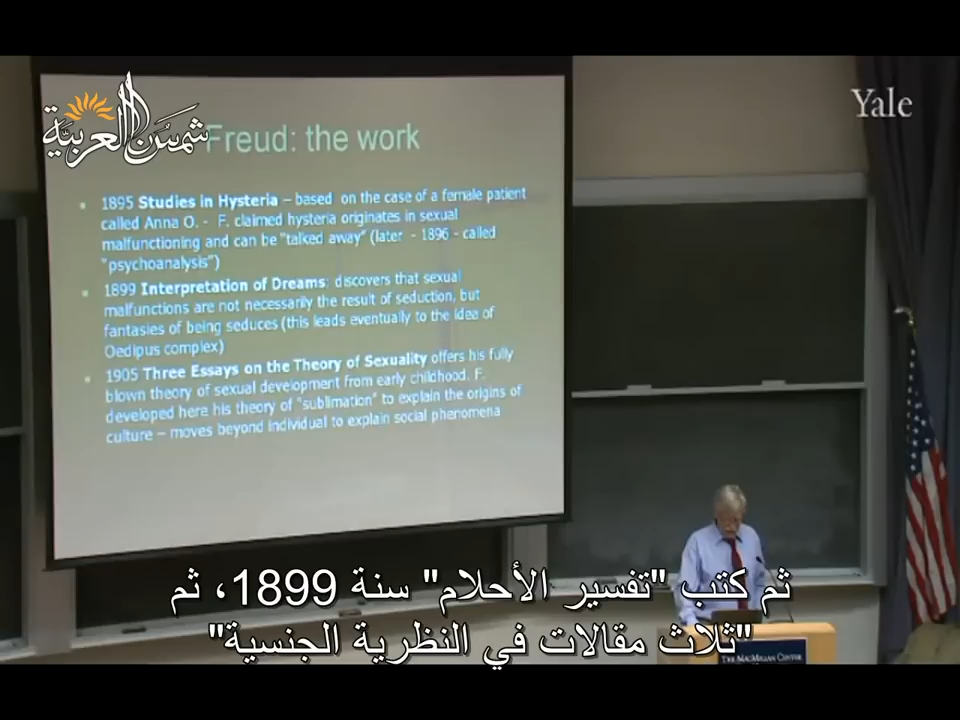 شمس العربية
Yale
Freud: the work
1895 Studies in Hysteria – based on the case of a female patient
called Anna O. - F. claimed hysteria originates in sexual
malfunctioning and can be "talked away" (later - 1896 - called
"psychoanalysis")
1899 Interpretation of Dreams: discovers that sexual
malfunctions are not necessarily the result of seduction, but
fantasies of being seduces (this leads eventually to the idea of
Oedipus complex)
1905 Three Essays on the Theory of Sexuality offers his fully
blown theory of sexual development from early childhood. F.
developed here his theory of "sublimation" to explain the origins of
culture – moves beyond individual to explain social phenomena
ثم كتب "تفسير الأحلام" سنة 1899، ثم
"ثلاث مقالات في النظرية الجنسية"
THE MACMILLAN CENTER